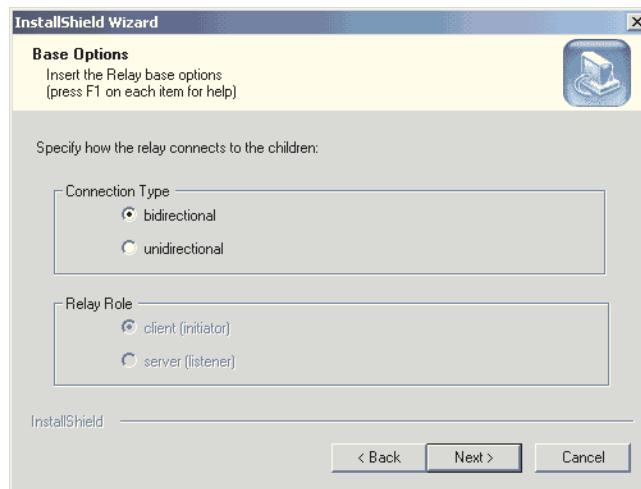 InstallShield Wizard
Base Options
Insert the Relay base options
(press F1 on each item for help)
Specify how the relay connects to the children:
Connection Type
bidirectional
unidirectional
Relay Role
client (initiator)
server (listener)
InstallShield
< Back
Next >
Cancel